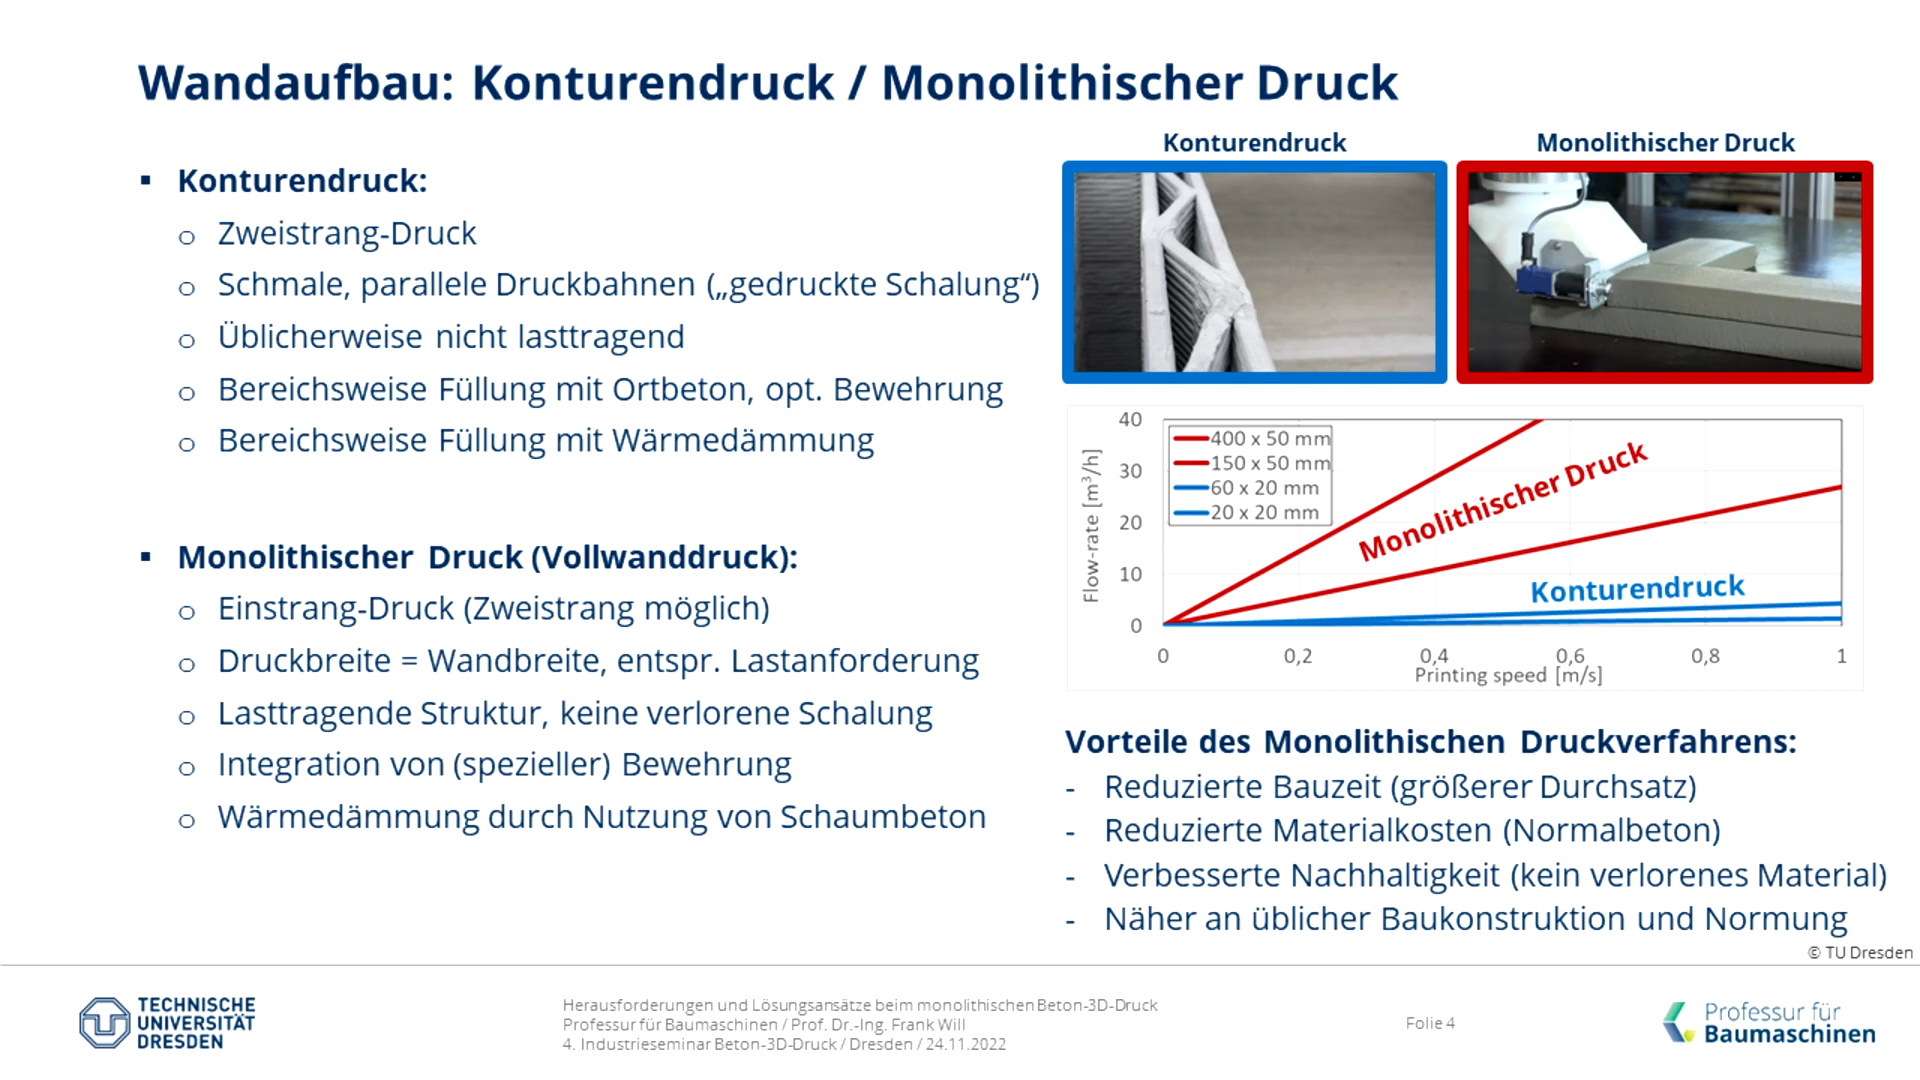 Wandaufbau: Konturendruck / Monolithischer Druck
▪ Konturendruck:
o Zweistrang-Druck
o Schmale, parallele Druckbahnen („gedruckte Schalung“)
o Üblicherweise nicht lasttragend
o Bereichsweise Füllung mit Ortbeton, opt. Bewehrung
o Bereichsweise Füllung mit Wärmedämmung
▪ Monolithischer Druck (Vollwanddruck):
o Einstrang-Druck (Zweistrang möglich)
o Druckbreite = Wandbreite, entspr. Lastanforderung
o Lasttragende Struktur, keine verlorene Schalung
o Integration von (spezieller) Bewehrung
o Wärmedämmung durch Nutzung von Schaumbeton
Konturendruck
Monolithischer Druck
40
30
20
10
0
Flow-rate [m³/h]
400 x 50 mm
150 x 50 mm
60 x 20 mm
20 x 20 mm
Monolithischer Druck
Konturendruck
0 0,2 0,4 0,6 0,8 1
Printing speed [m/s]
Vorteile des Monolithischen Druckverfahrens:
- Reduzierte Bauzeit (größerer Durchsatz)
- Reduzierte Materialkosten (Normalbeton)
- Verbesserte Nachhaltigkeit (kein verlorenes Material)
- Näher an üblicher Baukonstruktion und Normung
© TU Dresden
TECHNISCHE
UNIVERSITÄT
DRESDEN
Herausforderungen und Lösungsansätze beim monolithischen Beton-3D-Druck
Professur für Baumaschinen / Prof. Dr.-Ing. Frank Will
4. Industrieseminar Beton-3D-Druck / Dresden / 24.11.2022
Folie 4
Professur für
Baumaschinen